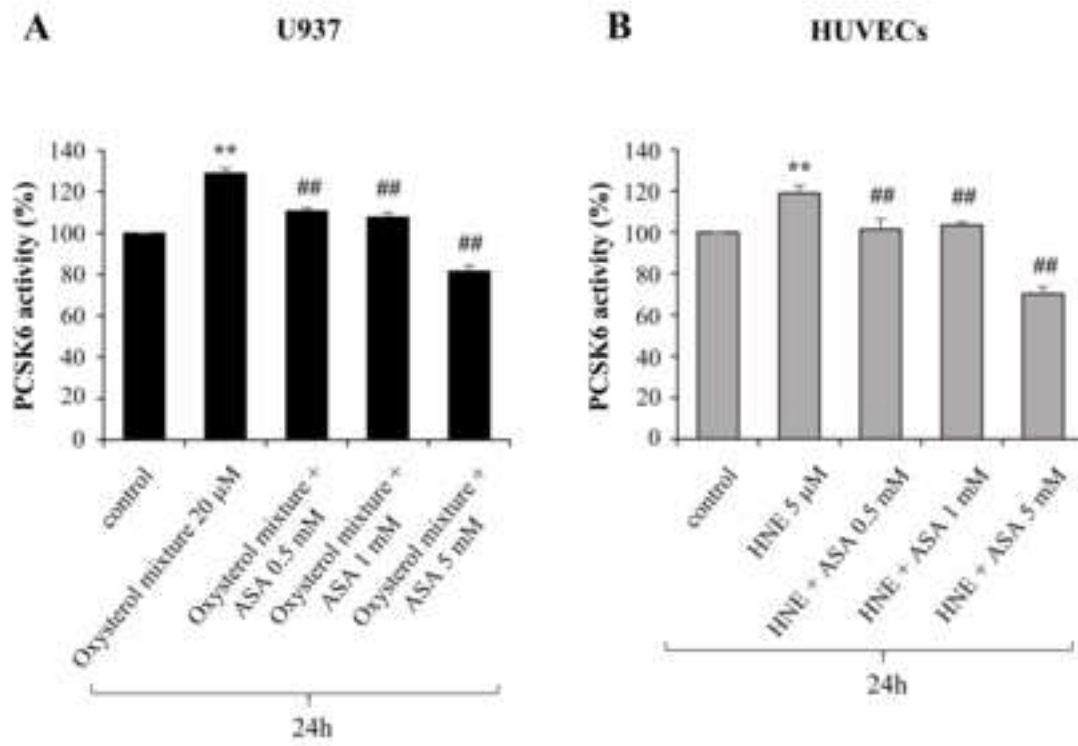 A
U937
PCSK6 activity (%)
140
120
100
80
60
40
20
0
**
##
##
##
control
Oxysterol mixture 20 µM
Oxysterol mixture +
ASA 0.5 mM
Oxysterol mixture +
ASA 1 mM
Oxysterol mixture +
ASA 5 mM
24h
B
HUVECs
PCSK6 activity (%)
140
120
100
80
60
40
20
0
**
##
##
##
control
HNE 5 µM
HNE + ASA 0.5 mM
HNE + ASA 1 mM
HNE + ASA 5 mM
24h